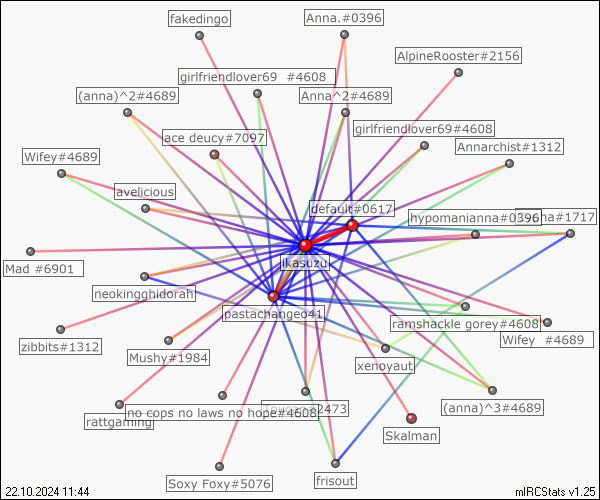 fakedingo
Anna.#0396
AlpineRooster#2156
girlfriendlover69 #4608
(anna)^2#4689
Anna^2#4689
girlfriendlover69#4608
ace deucy#7097
Annarchist#1312
Wifey#4689
avelicious
default#0617
hypomanianna#0396
#1717
ikasuzu
Mad #6901
neokingghidorah
pastachangeo41
ramshackle gorey#4608
Wifey #4689
zibbits#1312
Mushy#1984
xenoyaut
(anna)^3#4689
no cops no laws no hope#4608
2473
rattgaming
Skalman
Soxy Foxy#5076
frisout
22.10.2024 11:44
mIRCStats v1.25